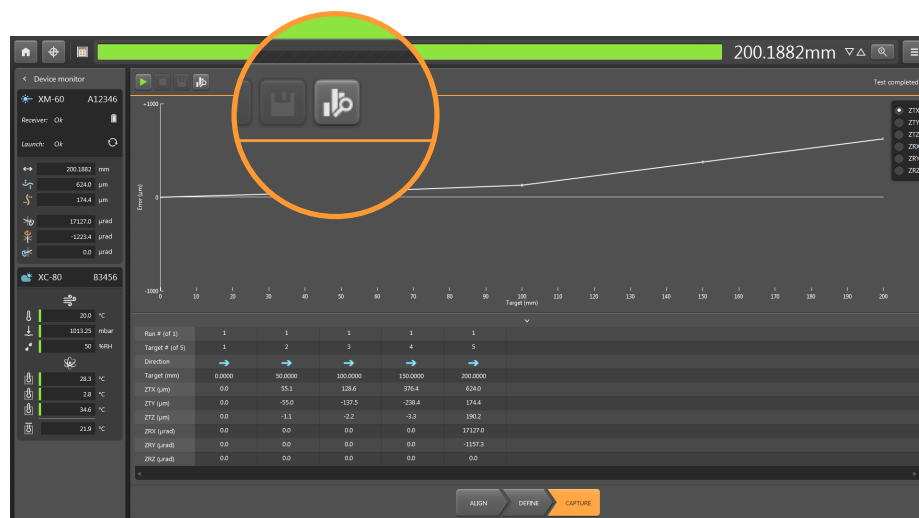 200.1882mm
Device monitor
Test completed
XM-60 A12346
Receiver: Ok
Launch: Ok
200.1882 mm
624.0 µm
174.4 µm
17127.0 µrad
-1223.4 µrad
0.0 µrad
XC-80 B3456
20.0 °C
1013.25 mbar
50 %RH
28.3 °C
2.8 °C
34.6 °C
21.9 °C
+1000
0
-1000
Error (µm)
ZTX
ZTY
ZTZ
ZRX
ZRY
ZRZ
0 10 20 30 40 50 60 70 80 90 100 110 120 130 140 150 160 170 180 190 200
Target (mm)
Run # (of 1) 1 1 1 1 1
Target # (of 5) 1 2 3 4 5
Direction
Target (mm) 0.0000 50.0000 100.0000 150.0000 200.0000
ZTX (µm) 0.0 55.1 128.6 376.4 624.0
ZTY (µm) 0.0 -55.0 -137.5 -238.4 174.4
ZTZ (µm) 0.0 -1.1 -2.2 -3.3 190.2
ZRX (µrad) 0.0 0.0 0.0 0.0 17127.0
ZRY (µrad) 0.0 0.0 0.0 0.0 -1157.3
ZRZ (µrad) 0.0 0.0 0.0 0.0 0.0
ALIGN DEFINE CAPTURE